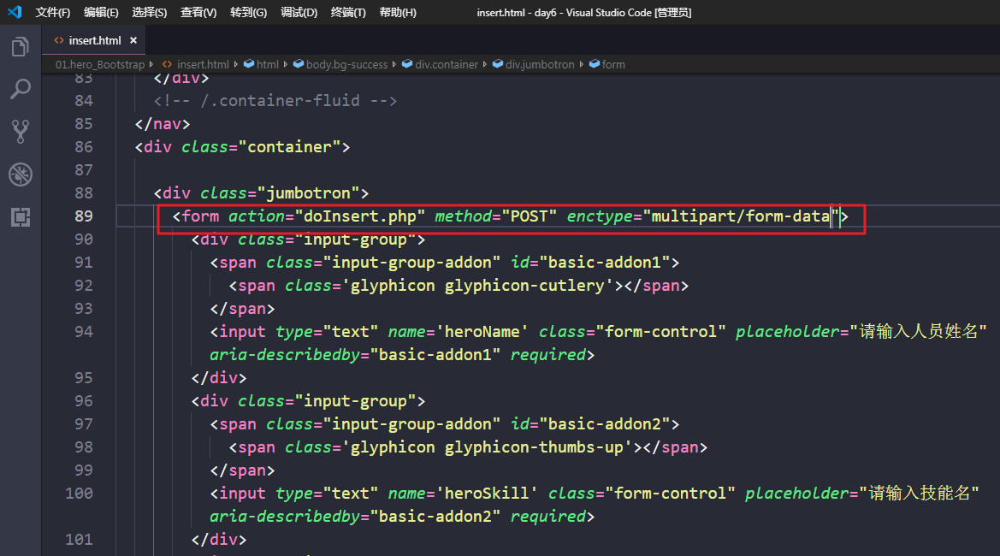 文件(F) 编辑(E) 选择(S) 查看(V) 转到(G) 调试(D) 终端(T) 帮助(H) insert.html - day6 - Visual Studio Code [管理员]
<> insert.html ×
01.hero_Bootstrap ▸ <> insert.html ▸ html ▸ body.bg-success ▸ div.container ▸ div.jumbotron ▸ form
83 </div>
84 <!-- /.container-fluid -->
85 </nav>
86 <div class="container">
87
88 <div class="jumbotron">
89 <form action="doInsert.php" method="POST" enctype="multipart/form-data">
90 <div class="input-group">
91 <span class="input-group-addon" id="basic-addon1">
92 <span class='glyphicon glyphicon-cutlery'></span>
93 </span>
94 <input type="text" name='heroName' class="form-control" placeholder="请输入人员姓名"
aria-describedby="basic-addon1" required>
95 </div>
96 <div class="input-group">
97 <span class="input-group-addon" id="basic-addon2">
98 <span class='glyphicon glyphicon-thumbs-up'></span>
99 </span>
100 <input type="text" name='heroSkill' class="form-control" placeholder="请输入技能名"
aria-describedby="basic-addon2" required>
101 </div>